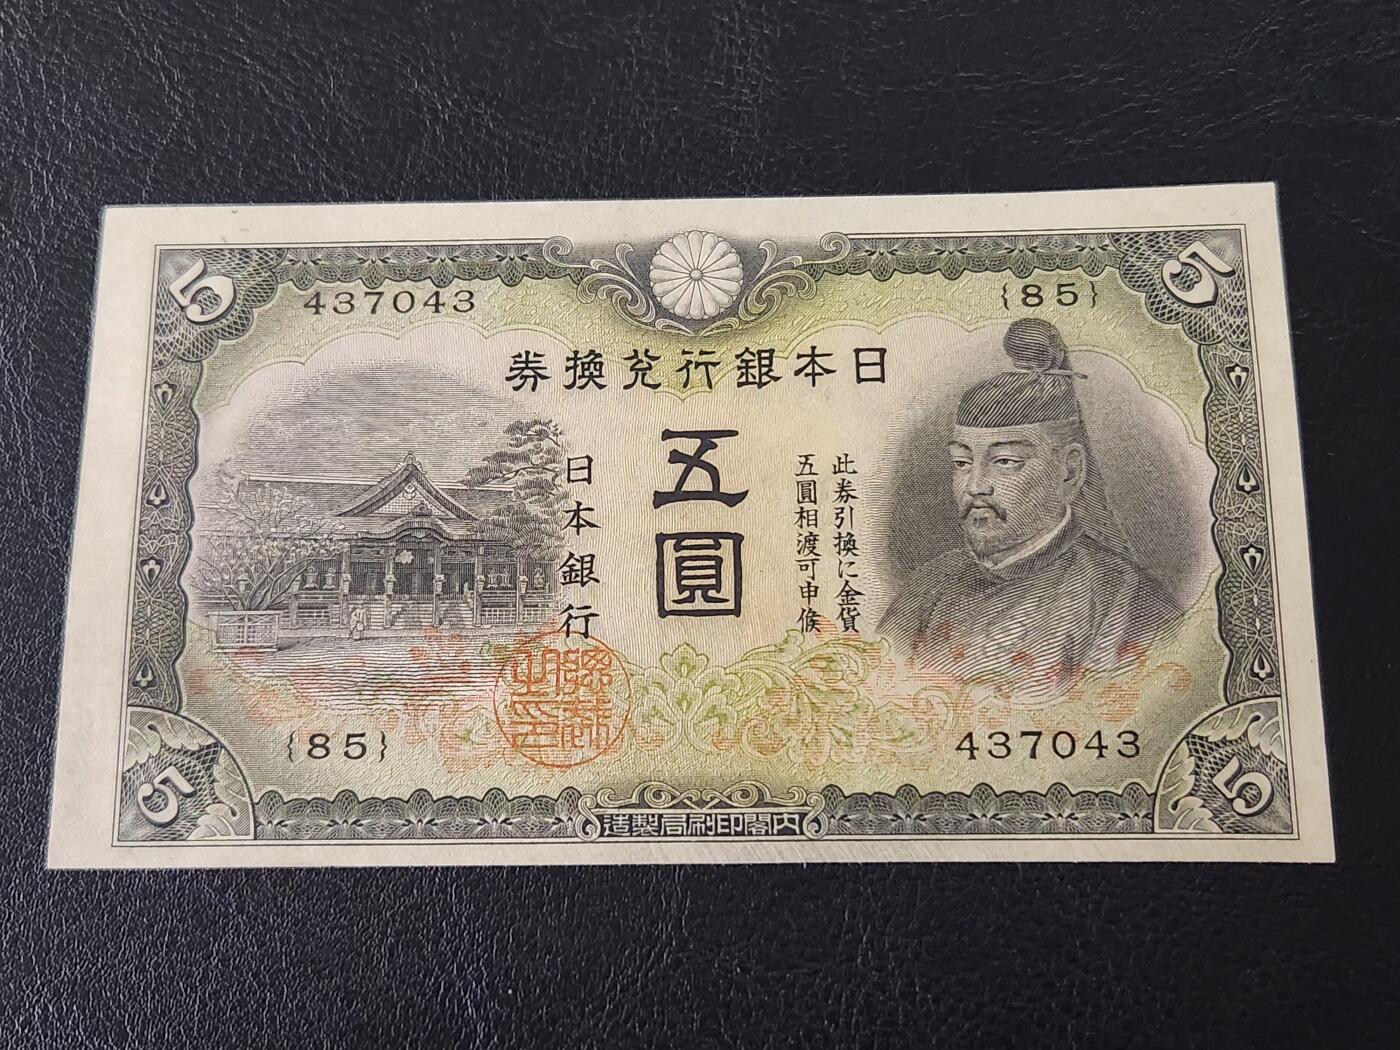 5
5
437043
{85}
日本銀行兌換券
五圓
此券引換に金貨
五圓相渡可申候
日本銀行
{85}
437043
5
5
内閣印刷局製造